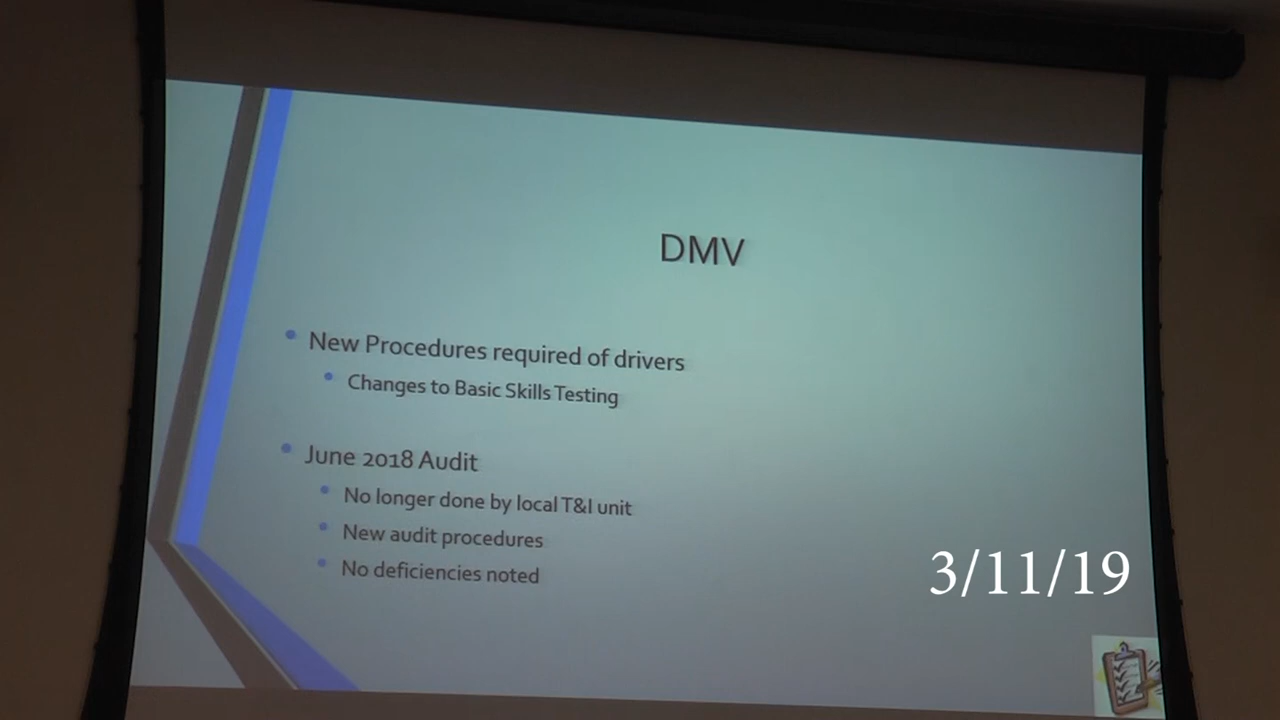 DMV
New Procedures required of drivers
Changes to Basic Skills Testing
June 2018 Audit
No longer done by local T&I unit
New audit procedures
No deficiencies noted
3/11/19